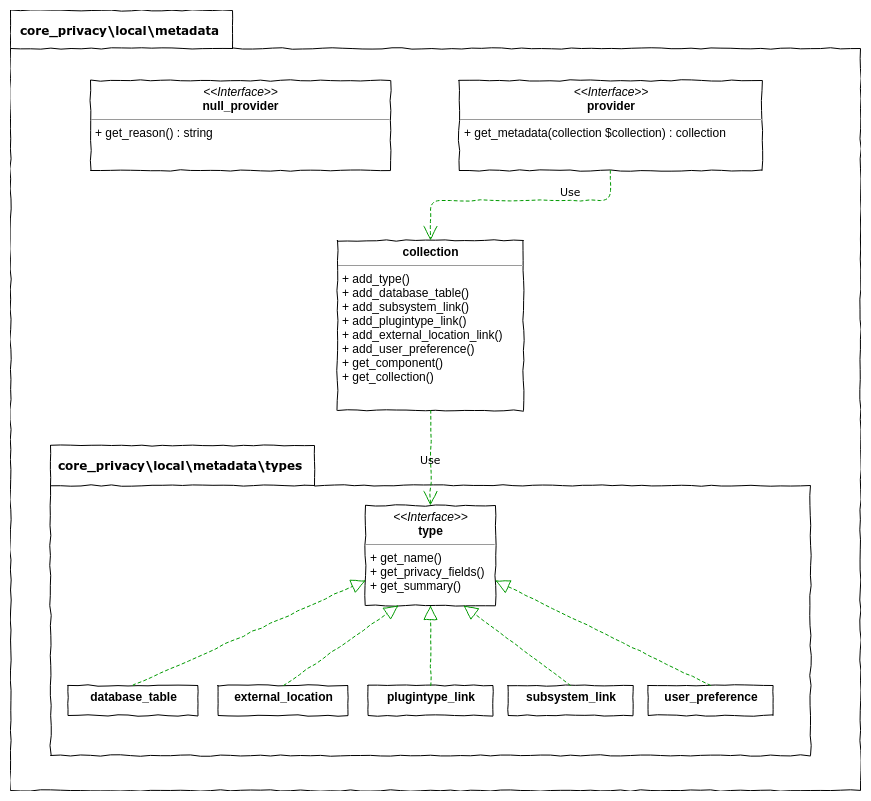 core_privacy\local\metadata
<<Interface>>
null_provider
+ get_reason() : string
<<Interface>>
provider
+ get_metadata(collection $collection) : collection
Use
collection
+ add_type()
+ add_database_table()
+ add_subsystem_link()
+ add_plugintype_link()
+ add_external_location_link()
+ add_user_preference()
+ get_component()
+ get_collection()
Use
core_privacy\local\metadata\types
<<Interface>>
type
+ get_name()
+ get_privacy_fields()
+ get_summary()
database_table
external_location
plugintype_link
subsystem_link
user_preference